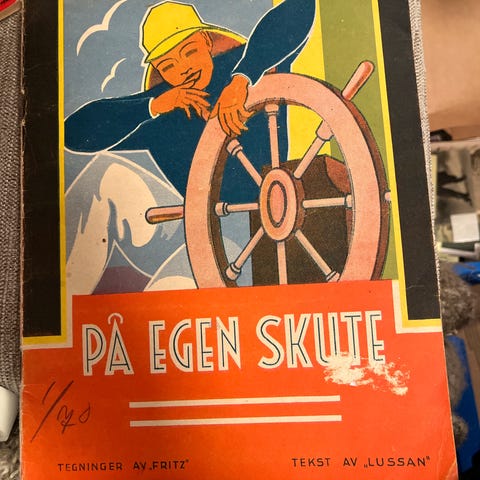 PÅ EGEN SKUTE
TEGNINGER AV „FRITZ"
TEKST AV „LUSSAN"